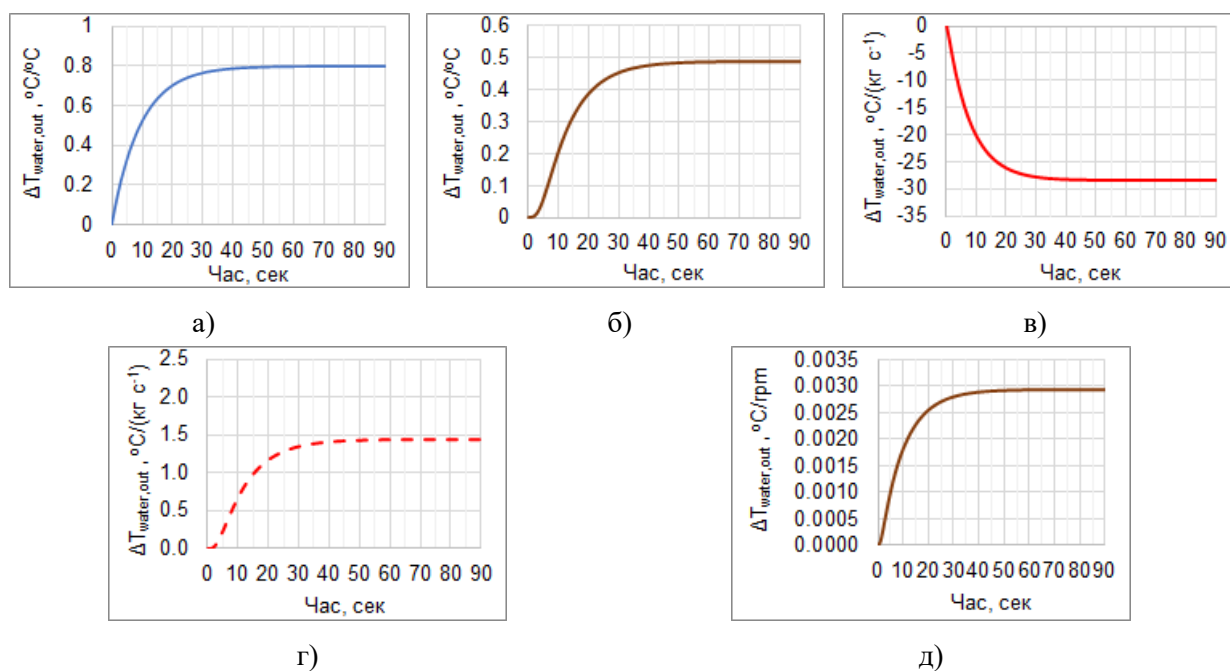 1
0.8
0.6
0.4
0.2
0
0 10 20 30 40 50 60 70 80 90
Час, сек
ΔTwater,out , ºC/ºC
0.6
0.5
0.4
0.3
0.2
0.1
0
0 10 20 30 40 50 60 70 80 90
Час, сек
ΔTwater,out , ºC/ºC
0
-5
-10
-15
-20
-25
-30
-35
0 10 20 30 40 50 60 70 80 90
Час, сек
ΔTwater,out , ºC/(кг с-1)
а)
б)
в)
2.5
2.0
1.5
1.0
0.5
0.0
0 10 20 30 40 50 60 70 80 90
Час, сек
ΔTwater,out , ºC/(кг с-1)
0.0035
0.0030
0.0025
0.0020
0.0015
0.0010
0.0005
0.0000
0 10 20 30 40 50 60 70 80 90
Час, сек
ΔTwater,out , ºC/rpm
г)
д)